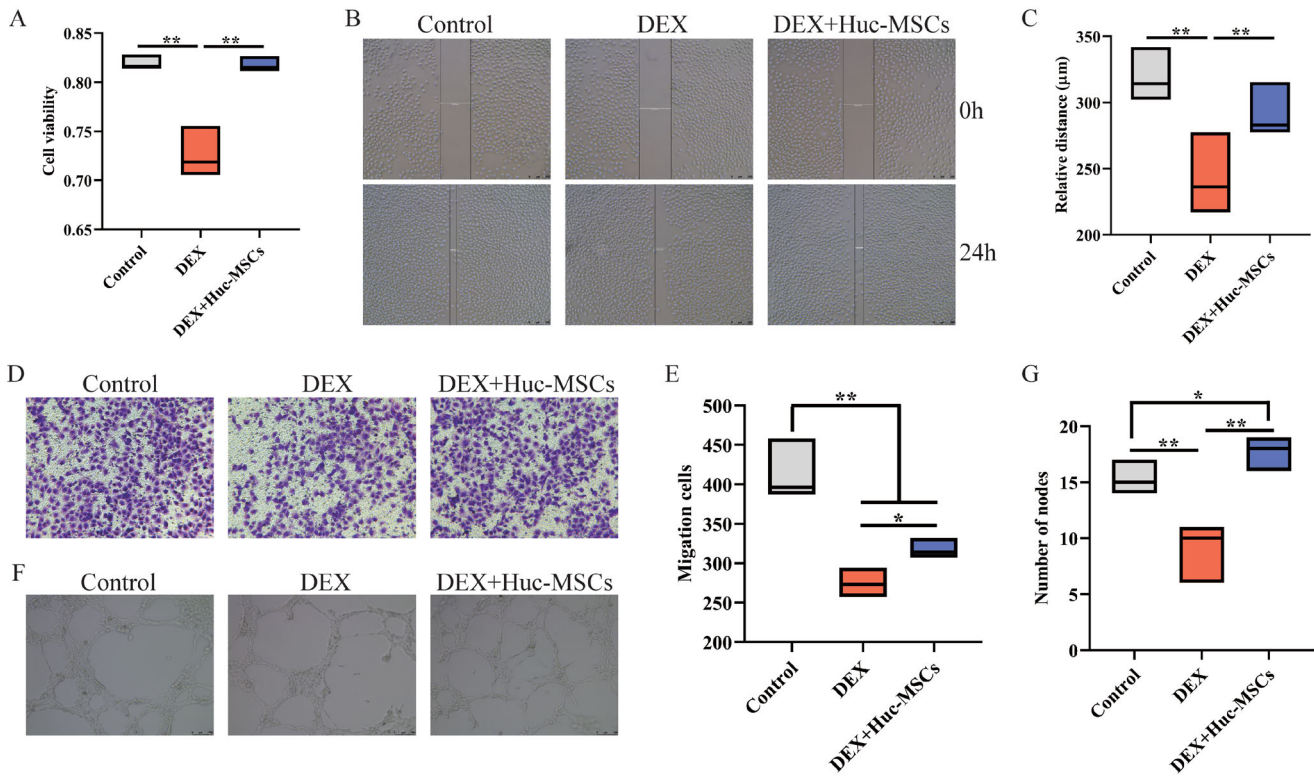 A
Cell viability
0.85
0.80
0.75
0.70
0.65
**
**
Control
DEX
DEX+Huc-MSCs
B
Control
DEX
DEX+Huc-MSCs
0h
24h
C
Relative distance (μm)
350
300
250
200
**
**
Control
DEX
DEX+Huc-MSCs
D
Control
DEX
DEX+Huc-MSCs
E
Migation cells
500
450
400
350
300
250
200
**
*
Control
DEX
DEX+Huc-MSCs
F
Control
DEX
DEX+Huc-MSCs
G
Number of nodes
20
15
10
5
0
*
**
**
Control
DEX
DEX+Huc-MSCs